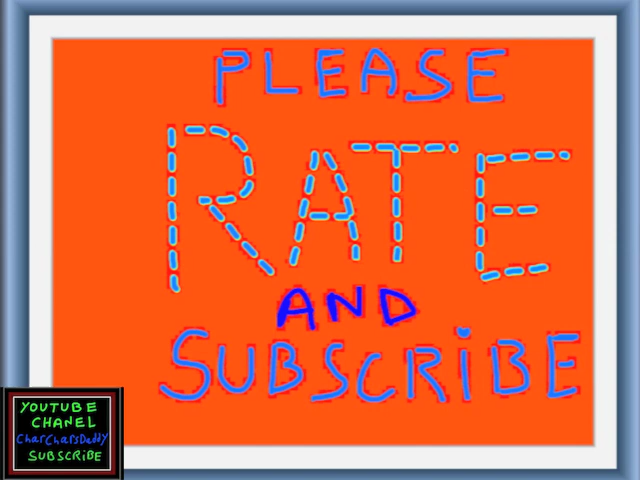 PLEASE
RATE
AND
SUBSCRiBE
YOUTUBE
CHANEL
CharCharsDaddy
SUBSCRiBE